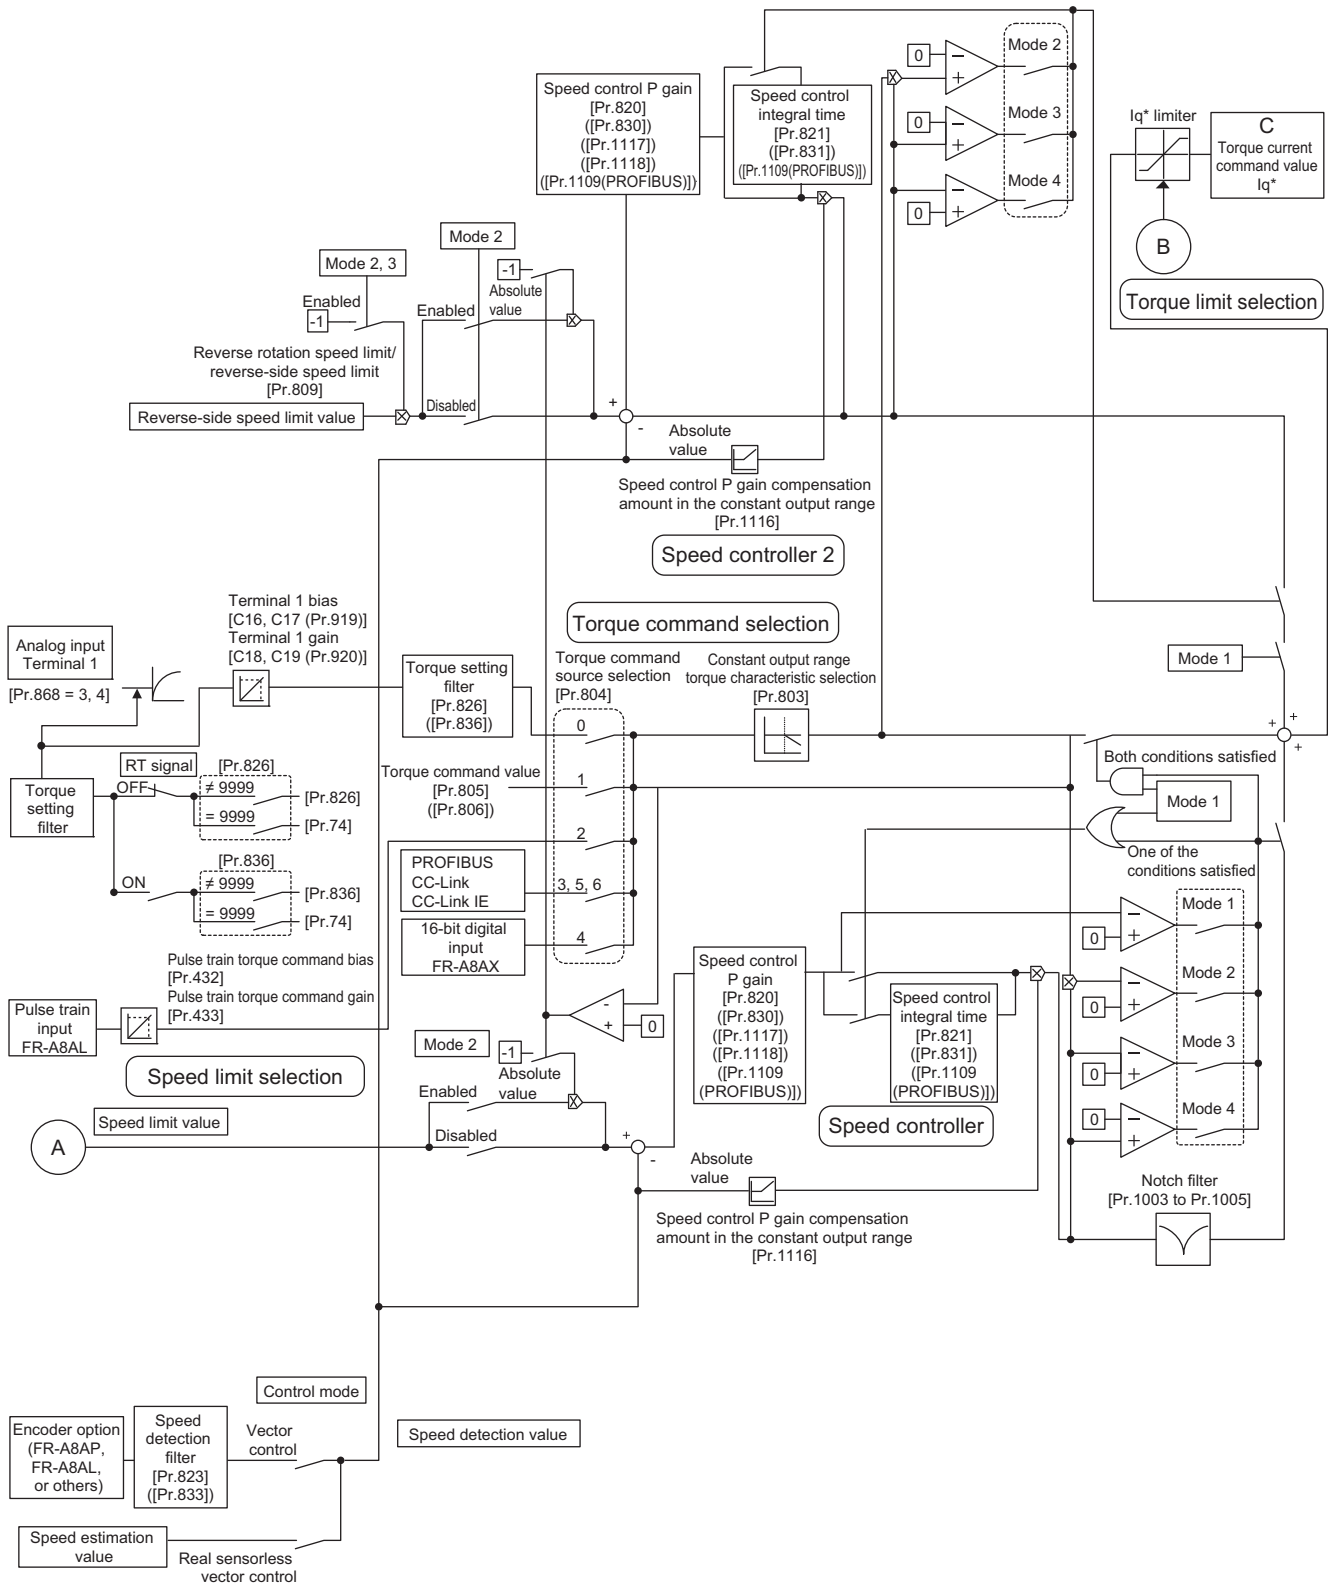 Speed control P gain
[Pr.820]
([Pr.830])
([Pr.1117])
([Pr.1118])
([Pr.1109(PROFIBUS)])
Speed control
integral time
[Pr.821]
([Pr.831])
([Pr.1109(PROFIBUS)])
0
−
+
Mode 2
0
−
+
Mode 3
−
0
+
Mode 4
Iq* limiter
C
Torque current
command value
Iq*
B
Torque limit selection
Mode 2
Mode 2, 3
Enabled
-1
-1
Absolute
value
Enabled
Reverse rotation speed limit/
reverse-side speed limit
[Pr.809]
Reverse-side speed limit value
Disabled
+
-
Absolute
value
Speed control P gain compensation
amount in the constant output range
[Pr.1116]
Speed controller 2
Torque command selection
Terminal 1 bias
[C16, C17 (Pr.919)]
Terminal 1 gain
[C18, C19 (Pr.920)]
Analog input
Terminal 1
[Pr.868 = 3, 4]
Torque setting
filter
[Pr.826]
([Pr.836])
Torque command
source selection
[Pr.804]
0
1
2
3, 5, 6
4
Constant output range
torque characteristic selection
[Pr.803]
Mode 1
+
+
+
Both conditions satisfied
Mode 1
One of the
conditions satisfied
RT signal
[Pr.826]
OFF
≠ 9999
[Pr.826]
= 9999
[Pr.74]
Torque
setting
filter
[Pr.836]
ON
≠ 9999
[Pr.836]
= 9999
[Pr.74]
Torque command value
[Pr.805]
([Pr.806])
PROFIBUS
CC-Link
CC-Link IE
16-bit digital
input
FR-A8AX
Pulse train torque command bias
[Pr.432]
Pulse train torque command gain
[Pr.433]
Pulse train
input
FR-A8AL
Speed limit selection
-
+
0
Mode 2
-1
Absolute
value
Enabled
Disabled
Speed limit value
A
+
-
Speed control
P gain
[Pr.820]
([Pr.830])
([Pr.1117])
([Pr.1118])
([Pr.1109
(PROFIBUS)])
Speed control
integral time
[Pr.821]
([Pr.831])
([Pr.1109
(PROFIBUS)])
Speed controller
Mode 1
−
0
+
Mode 2
−
0
+
Mode 3
−
0
+
Mode 4
0
−
+
Notch filter
[Pr.1003 to Pr.1005]
Absolute
value
Speed control P gain compensation
amount in the constant output range
[Pr.1116]
Control mode
Encoder option
(FR-A8AP,
FR-A8AL,
or others)
Speed
detection
filter
[Pr.823]
([Pr.833])
Vector
control
Speed detection value
Speed estimation
value
Real sensorless
vector control